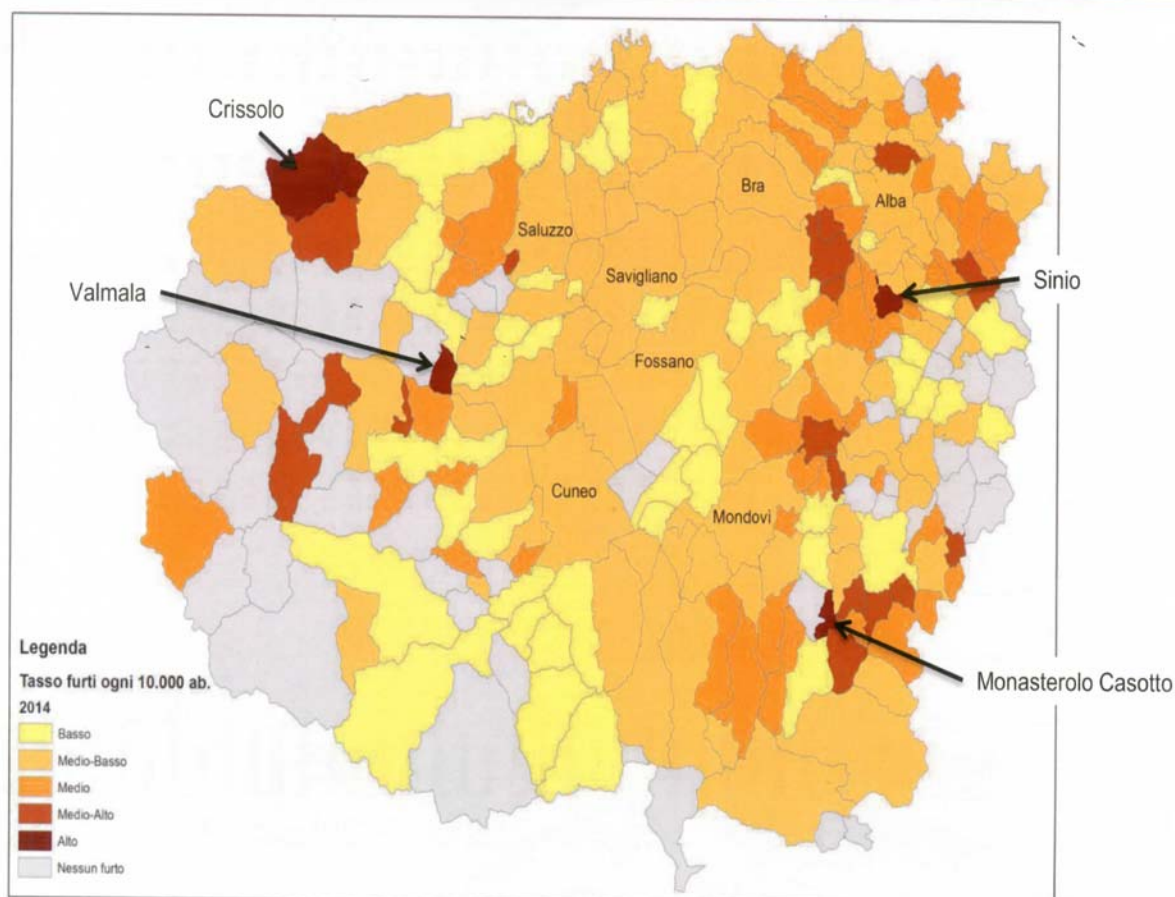 Crissolo
Bra
Alba
Saluzzo
Savigliano
Sinio
Valmala
Fossano
Cuneo
Mondovi
Monasterolo Casotto
Legenda
Tasso furti ogni 10.000 ab.
2014
Basso
Medio-Basso
Medio
Medio-Alto
Alto
Nessun furto